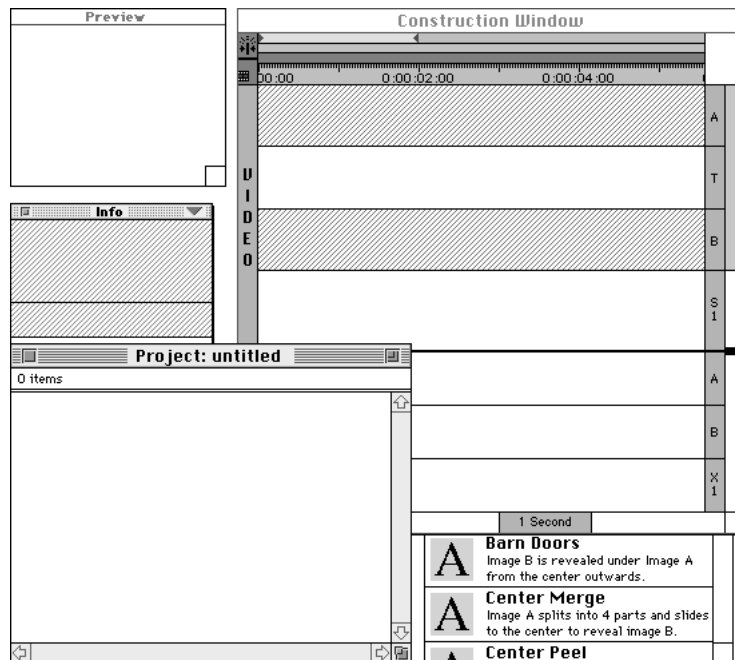 Preview
Construction Window
00:00 0:00:02:00 0:00:04:00
VIDEO
A
T
B
S
1
A
B
X
1
Info
Project: untitled
0 items
1 Second
A
Barn Doors
Image B is revealed under Image A
from the center outwards.
A
Center Merge
Image A splits into 4 parts and slides
to the center to reveal image B.
Center Peel